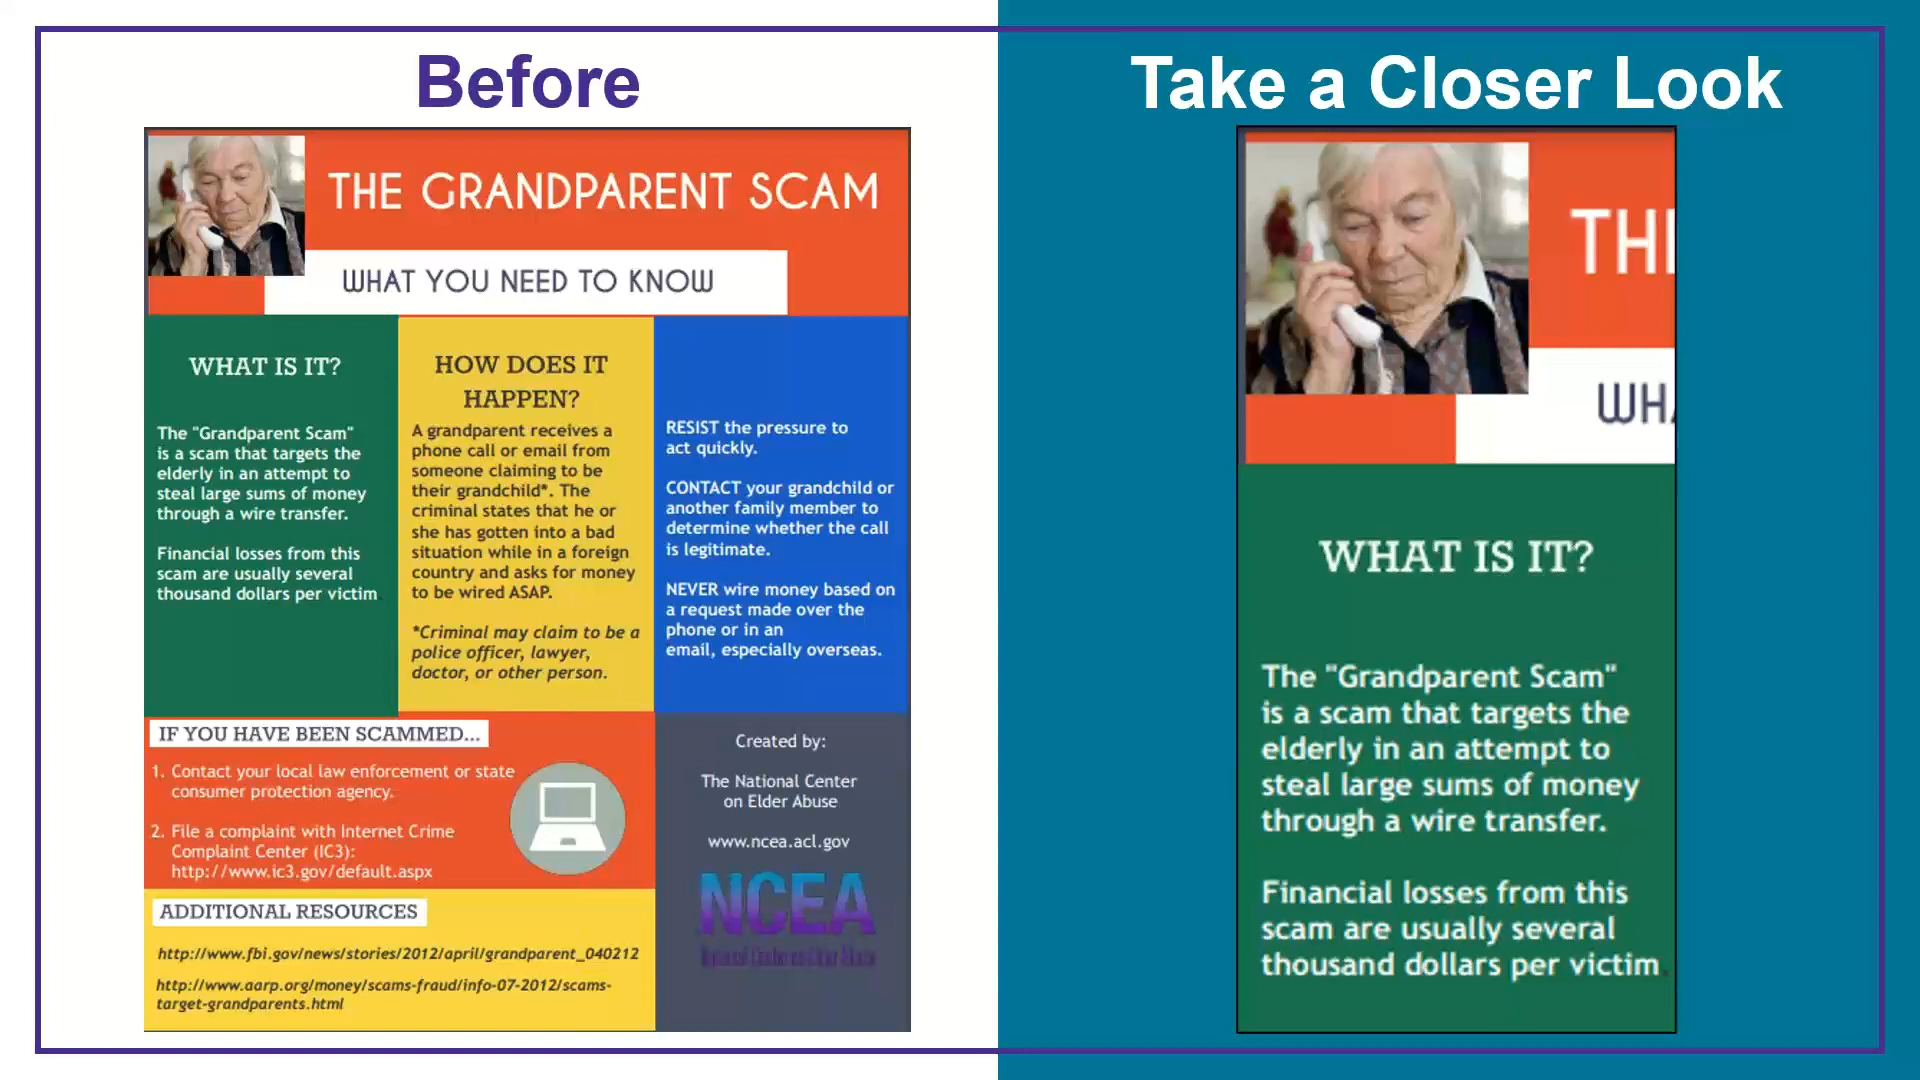 Before
THE GRANDPARENT SCAM
WHAT YOU NEED TO KNOW
WHAT IS IT?
The "Grandparent Scam"
is a scam that targets the
elderly in an attempt to
steal large sums of money
through a wire transfer.
Financial losses from this
scam are usually several
thousand dollars per victim.
HOW DOES IT
HAPPEN?
A grandparent receives a
phone call or email from
someone claiming to be
their grandchild*. The
criminal states that he or
she has gotten into a bad
situation while in a foreign
country and asks for money
to be wired ASAP.
*Criminal may claim to be a
police officer, lawyer,
doctor, or other person.
RESIST the pressure to
act quickly.
CONTACT your grandchild or
another family member to
determine whether the call
is legitimate.
NEVER wire money based on
a request made over the
phone or in an
email, especially overseas.
IF YOU HAVE BEEN SCAMMED...
1. Contact your local law enforcement or state
consumer protection agency.
2. File a complaint with Internet Crime
Complaint Center (IC3):
http://www.ic3.gov/default.aspx
ADDITIONAL RESOURCES
http://www.fbi.gov/news/stories/2012/april/grandparent_040212
http://www.aarp.org/money/scams-fraud/info-07-2012/scams-
target-grandparents.html
Created by:
The National Center
on Elder Abuse
www.ncea.acl.gov
NCEA
National Center on Elder Abuse
Take a Closer Look
TH
WHA
WHAT IS IT?
The "Grandparent Scam"
is a scam that targets the
elderly in an attempt to
steal large sums of money
through a wire transfer.
Financial losses from this
scam are usually several
thousand dollars per victim.